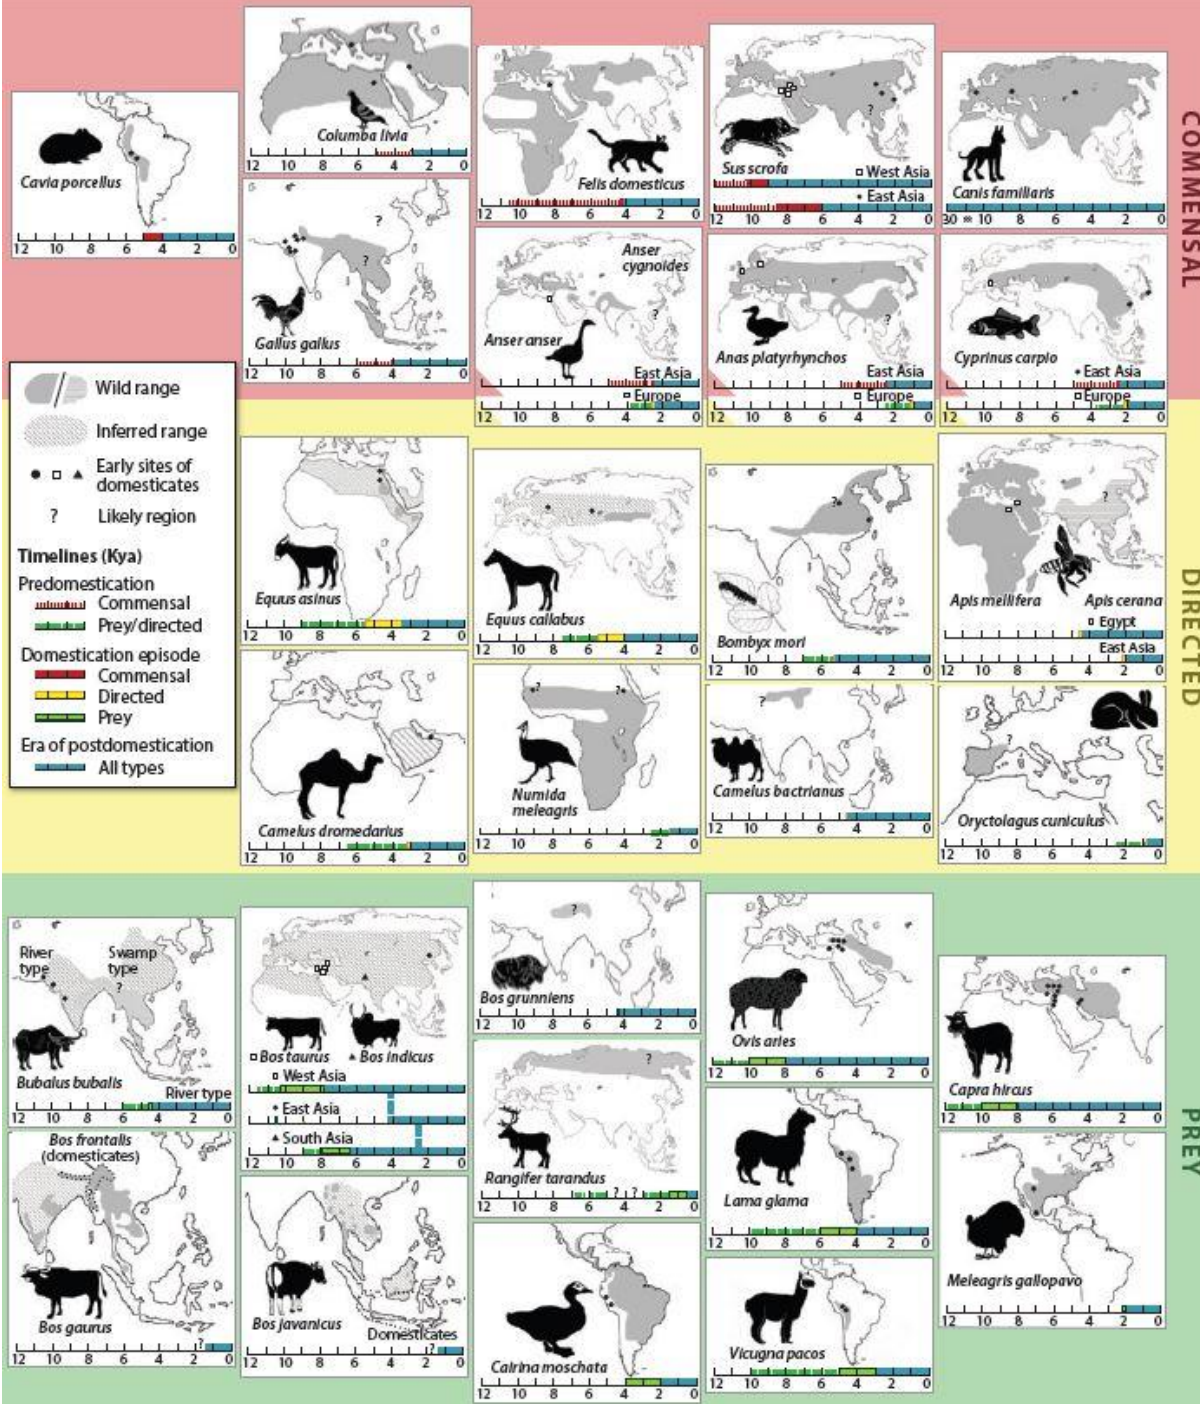 COMMENSAL
Cavia porcellus
12 10 8 6 4 2 0
Columba livia
12 10 8 6 4 2 0
?
?
Gallus gallus
12 10 8 6 4 2 0
Felis domesticus
12 10 8 6 4 2 0
?
Sus scrofa
West Asia
East Asia
12 10 8 6 4 2 0
Canis familiaris
30 10 8 6 4 2 0
Anser
cygnoides
?
Anser anser
East Asia
Europe
12 10 8 6 4 2 0
?
Anas platyrhynchos
East Asia
Europe
12 10 8 6 4 2 0
Cyprinus carpio
East Asia
Europe
12 10 8 6 4 2 0
Wild range
Inferred range
Early sites of
domesticates
? Likely region
Timelines (Kya)
Predomestication
Commensal
Prey/directed
Domestication episode
Commensal
Directed
Prey
Era of postdomestication
All types
DIRECTED
Equus asinus
12 10 8 6 4 2 0
Equus callabus
12 10 8 6 4 2 0
?
Bombyx mori
12 10 8 6 4 2 0
?
Apis mellifera Apis cerana
Egypt
East Asia
12 10 8 6 4 2 0
Camelus dromedarius
12 10 8 6 4 2 0
? ?
Numida
meleagris
12 10 8 6 4 2 0
?
Camelus bactrianus
12 10 8 6 4 2 0
?
Oryctolagus cuniculus
12 10 8 6 4 2 0
PREY
River
type
Swamp
type
?
Bubalus bubalis
River type
12 10 8 6 4 2 0
Bos taurus Bos indicus
West Asia
East Asia
South Asia
12 10 8 6 4 2 0
?
Bos grunniens
12 10 8 6 4 2 0
Ovis aries
12 10 8 6 4 2 0
Capra hircus
12 10 8 6 4 2 0
Bos frontalis
(domesticates)
Bos gaurus
?
12 10 8 6 4 2 0
Bos javanicus
Domesticates
?
12 10 8 6 4 2 0
?
Rangifer tarandus
? ?
12 10 8 6 4 2 0
Lama glama
12 10 8 6 4 2 0
Meleagris gallopavo
12 10 8 6 4 2 0
Cairina moschata
12 10 8 6 4 2 0
Vicugna pacos
12 10 8 6 4 2 0